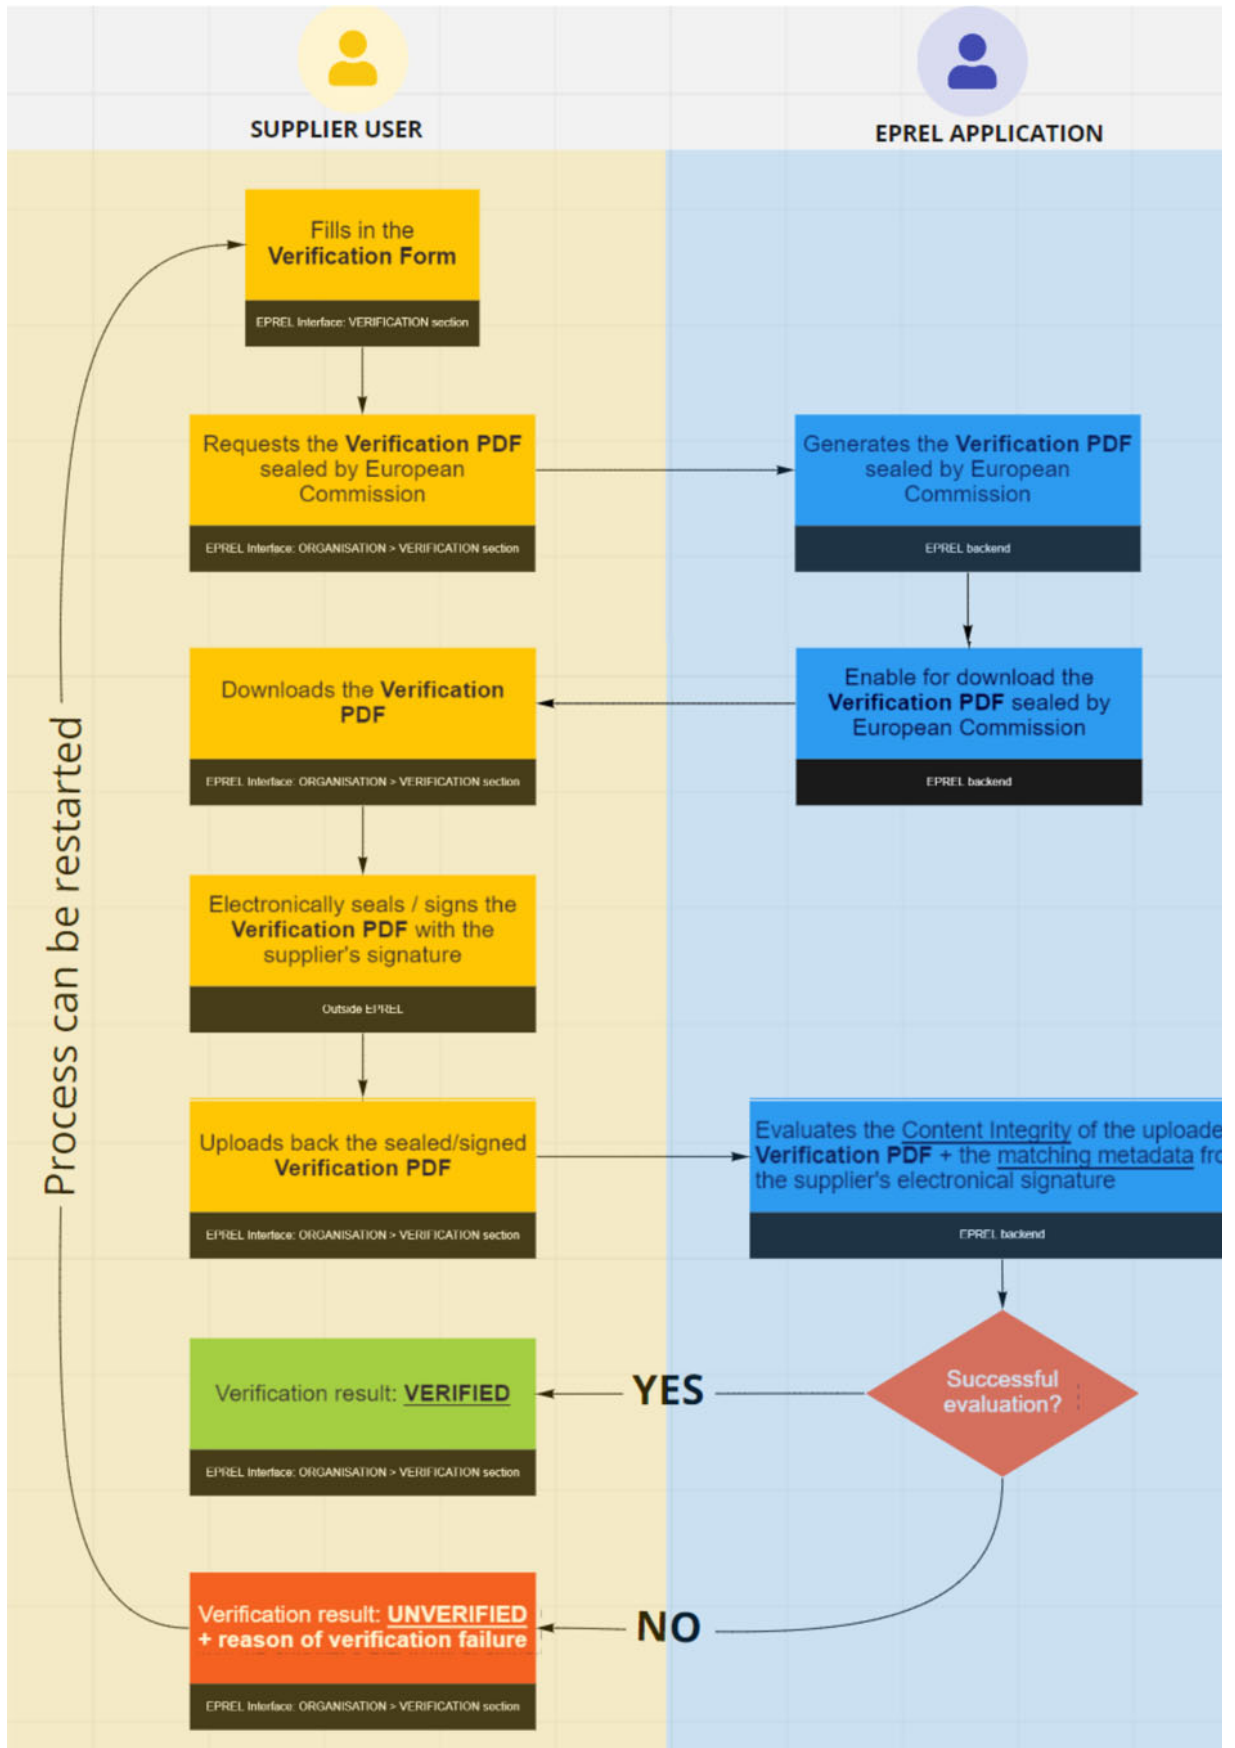 SUPPLIER USER
EPREL APPLICATION
Fills in the
Verification Form
EPREL Interface: VERIFICATION section
Requests the Verification PDF
sealed by European
Commission
EPREL Interface: ORGANISATION > VERIFICATION section
Generates the Verification PDF
sealed by European
Commission
EPREL backend
Enable for download the
Verification PDF sealed by
European Commission
EPREL backend
Downloads the Verification
PDF
EPREL Interface: ORGANISATION > VERIFICATION section
Electronically seals / signs the
Verification PDF with the
supplier's signature
Outside EPREL
Uploads back the sealed/signed
Verification PDF
EPREL Interface: ORGANISATION > VERIFICATION section
Evaluates the Content Integrity of the uploade
Verification PDF + the matching metadata fro
the supplier's electronical signature
EPREL backend
Successful
evaluation?
YES
Verification result: VERIFIED
EPREL Interface: ORGANISATION > VERIFICATION section
NO
Verification result: UNVERIFIED
+ reason of verification failure
EPREL Interface: ORGANISATION > VERIFICATION section
Process can be restarted